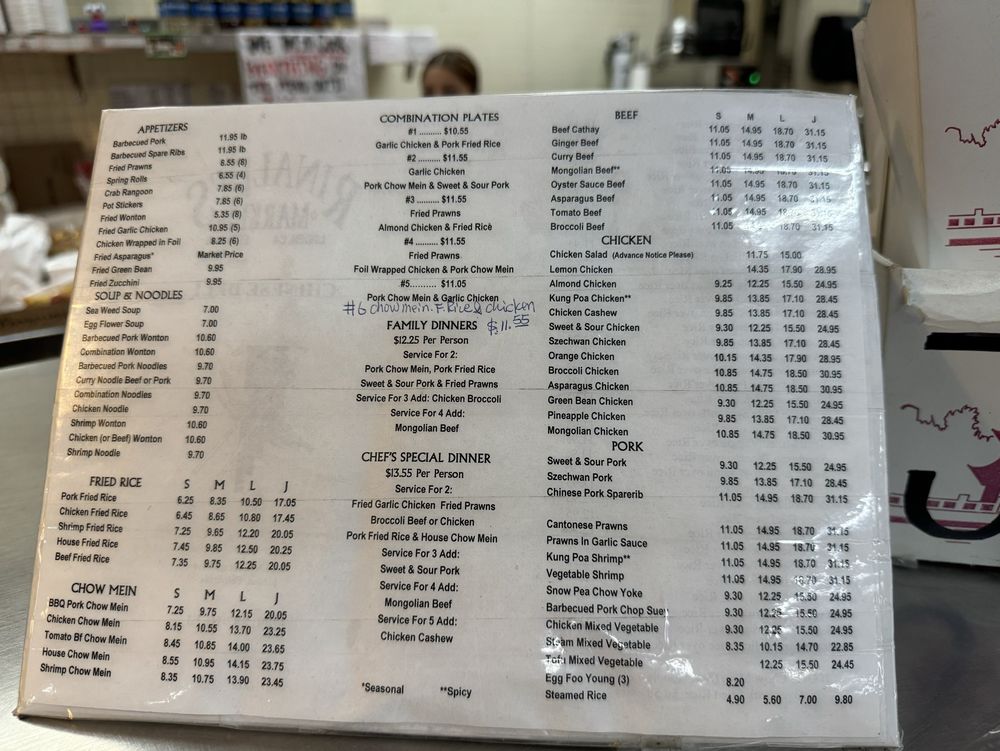 APPETIZERS
Barbecued Pork 11.95 lb
Barbecued Spare Ribs 11.95 lb
Fried Prawns 8.55 (8)
Spring Rolls 6.55 (4)
Crab Rangoon 7.85 (6)
Pot Stickers 7.85 (6)
Fried Wonton 5.35 (8)
Fried Garlic Chicken 10.95 (5)
Chicken Wrapped in Foil 8.25 (6)
Fried Asparagus* Market Price
Fried Green Bean 9.95
Fried Zucchini 9.95
SOUP & NOODLES
Sea Weed Soup 7.00
Egg Flower Soup 7.00
Barbecued Pork Wonton 10.60
Combination Wonton 10.60
Barbecued Pork Noodles 9.70
Curry Noodle Beef or Pork 9.70
Combination Noodles 9.70
Chicken Noodle 9.70
Shrimp Wonton 10.60
Chicken (or Beef) Wonton 10.60
Shrimp Noodle 9.70
FRIED RICE S M L J
Pork Fried Rice 6.25 8.35 10.50 17.05
Chicken Fried Rice 6.45 8.65 10.80 17.45
Shrimp Fried Rice 7.25 9.65 12.20 20.05
House Fried Rice 7.45 9.85 12.50 20.25
Beef Fried Rice 7.35 9.75 12.25 20.05
CHOW MEIN S M L J
BBQ Pork Chow Mein 7.25 9.75 12.15 20.05
Chicken Chow Mein 8.15 10.55 13.70 23.25
Tomato Bf Chow Mein 8.45 10.85 14.00 23.65
House Chow Mein 8.55 10.95 14.15 23.75
Shrimp Chow Mein 8.35 10.75 13.90 23.45
COMBINATION PLATES
#1 ......... $10.55
Garlic Chicken & Pork Fried Rice
#2 ........ $11.55
Garlic Chicken
Pork Chow Mein & Sweet & Sour Pork
#3 ......... $11.55
Fried Prawns
Almond Chicken & Fried Rice
#4 ......... $11.55
Fried Prawns
Foil Wrapped Chicken & Pork Chow Mein
#5.......... $11.05
Pork Chow Mein & Garlic Chicken
#6 chow mein. F. Rice & chicken
$11.55
FAMILY DINNERS
$12.25 Per Person
Service For 2:
Pork Chow Mein, Pork Fried Rice
Sweet & Sour Pork & Fried Prawns
Service For 3 Add: Chicken Broccoli
Service For 4 Add:
Mongolian Beef
CHEF'S SPECIAL DINNER
$13.55 Per Person
Service For 2:
Fried Garlic Chicken Fried Prawns
Broccoli Beef or Chicken
Pork Fried Rice & House Chow Mein
Service For 3 Add:
Sweet & Sour Pork
Service For 4 Add:
Mongolian Beef
Service For 5 Add:
Chicken Cashew
*Seasonal **Spicy
BEEF S M L J
Beef Cathay 11.05 14.95 18.70 31.15
Ginger Beef 11.05 14.95 18.70 31.15
Curry Beef 11.05 14.95 18.70 31.15
Mongolian Beef** 11.05 14.95 18.70 31.15
Oyster Sauce Beef 11.05 14.95 18.70 31.15
Asparagus Beef 11.05 14.95 18.70 31.15
Tomato Beef 11.05 14.95 18.70 31.15
Broccoli Beef 11.05 14.95 18.70 31.15
CHICKEN
Chicken Salad (Advance Notice Please) 11.75 15.00
Lemon Chicken 14.35 17.90 28.95
Almond Chicken 9.25 12.25 15.50 24.95
Kung Poa Chicken** 9.85 13.85 17.10 28.45
Chicken Cashew 9.85 13.85 17.10 28.45
Sweet & Sour Chicken 9.30 12.25 15.50 24.95
Szechwan Chicken 9.85 13.85 17.10 28.45
Orange Chicken 10.15 14.35 17.90 28.95
Broccoli Chicken 10.85 14.75 18.50 30.95
Asparagus Chicken 10.85 14.75 18.50 30.95
Green Bean Chicken 9.30 12.25 15.50 24.95
Pineapple Chicken 9.85 13.85 17.10 28.45
Mongolian Chicken 10.85 14.75 18.50 30.95
PORK
Sweet & Sour Pork 9.30 12.25 15.50 24.95
Szechwan Pork 9.85 13.85 17.10 28.45
Chinese Pork Sparerib 11.05 14.95 18.70 31.15
Cantonese Prawns 11.05 14.95 18.70 31.15
Prawns In Garlic Sauce 11.05 14.95 18.70 31.15
Kung Poa Shrimp** 11.05 14.95 18.70 31.15
Vegetable Shrimp 11.05 14.95 18.70 31.15
Snow Pea Chow Yoke 9.30 12.25 15.50 24.95
Barbecued Pork Chop Suey 9.30 12.25 15.50 24.95
Chicken Mixed Vegetable 9.30 12.25 15.50 24.95
Steam Mixed Vegetable 8.35 10.15 14.70 22.85
Tofu Mixed Vegetable 12.25 15.50 24.45
Egg Foo Young (3) 8.20
Steamed Rice 4.90 5.60 7.00 9.80